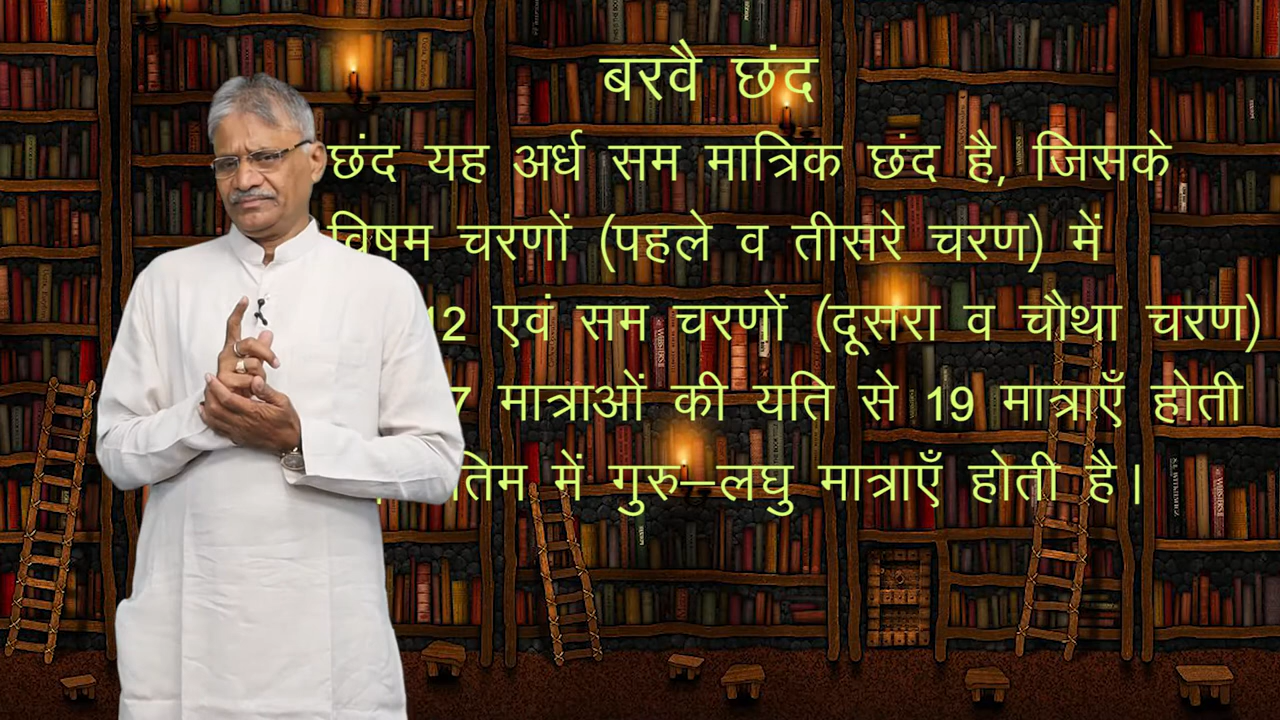 बरवै छंद
छंद यह अर्ध सम मात्रिक छंद है, जिसके
विषम चरणों (पहले व तीसरे चरण) में
12 एवं सम चरणों (दूसरा व चौथा चरण)
7 मात्राओं की यति से 19 मात्राएँ होती
में गुरु–लघु मात्राएँ होती है।